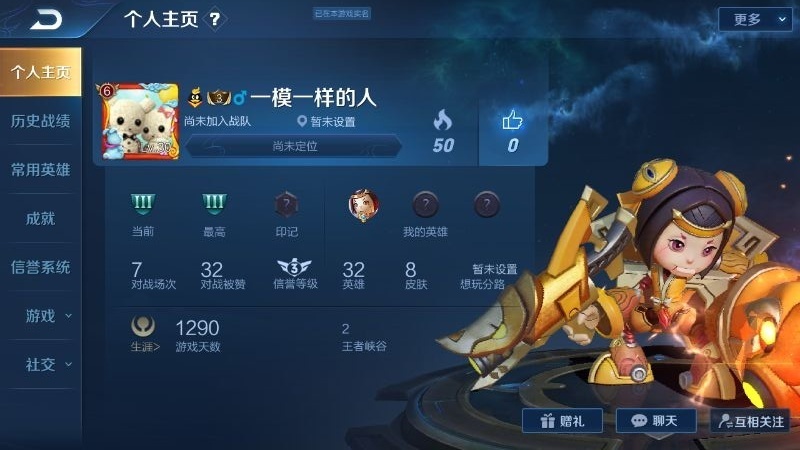 个人主页 ?
已在本游戏实名
更多
个人主页
历史战绩
常用英雄
成就
信誉系统
游戏
社交
6
3
一模一样的人
尚未加入战队
暂未设置
尚未定位
Lv.30
50
0
当前
最高
? 印记
? ?
我的英雄
7 对战场次
32 对战被赞
3 信誉等级
32 英雄
8 皮肤
暂未设置
想玩分路
生涯>
1290
游戏天数
2
王者峡谷
赠礼
聊天
互相关注